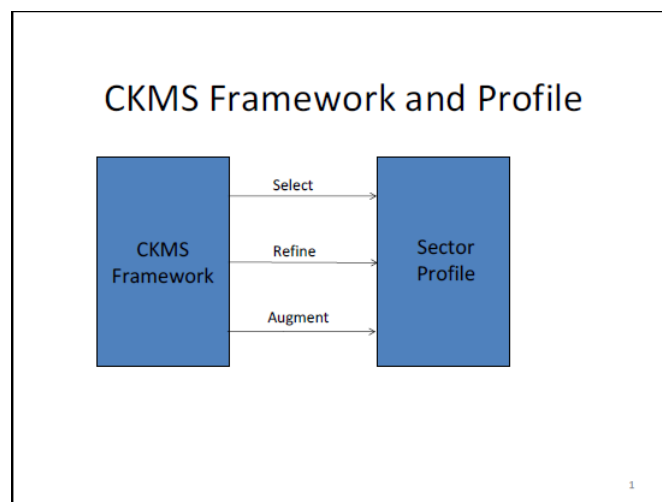 CKMS Framework and Profile
Select
CKMS
Framework
Refine
Sector
Profile
Augment
1